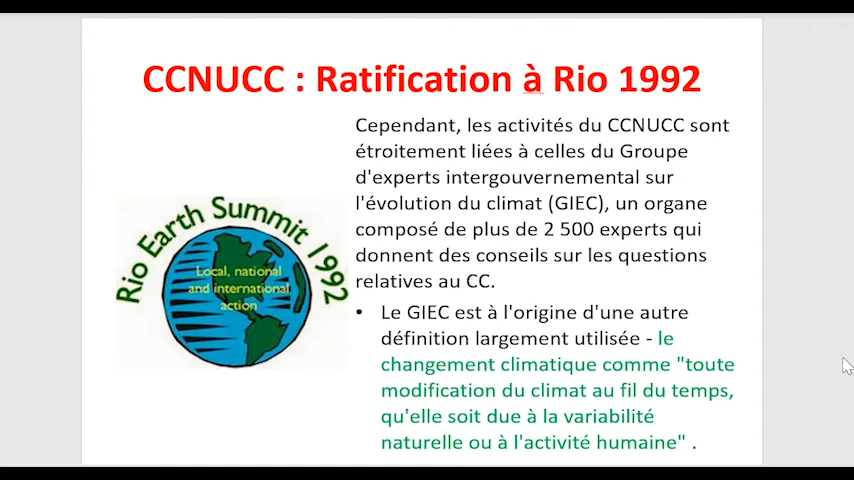 CCNUCC : Ratification à Rio 1992
Cependant, les activités du CCNUCC sont
étroitement liées à celles du Groupe
d'experts intergouvernemental sur
l'évolution du climat (GIEC), un organe
composé de plus de 2 500 experts qui
donnent des conseils sur les questions
relatives au CC.
• Le GIEC est à l'origine d'une autre
définition largement utilisée - le
changement climatique comme "toute
modification du climat au fil du temps,
qu'elle soit due à la variabilité
naturelle ou à l'activité humaine" .
Rio Earth Summit 1992
Local, national
and international
action